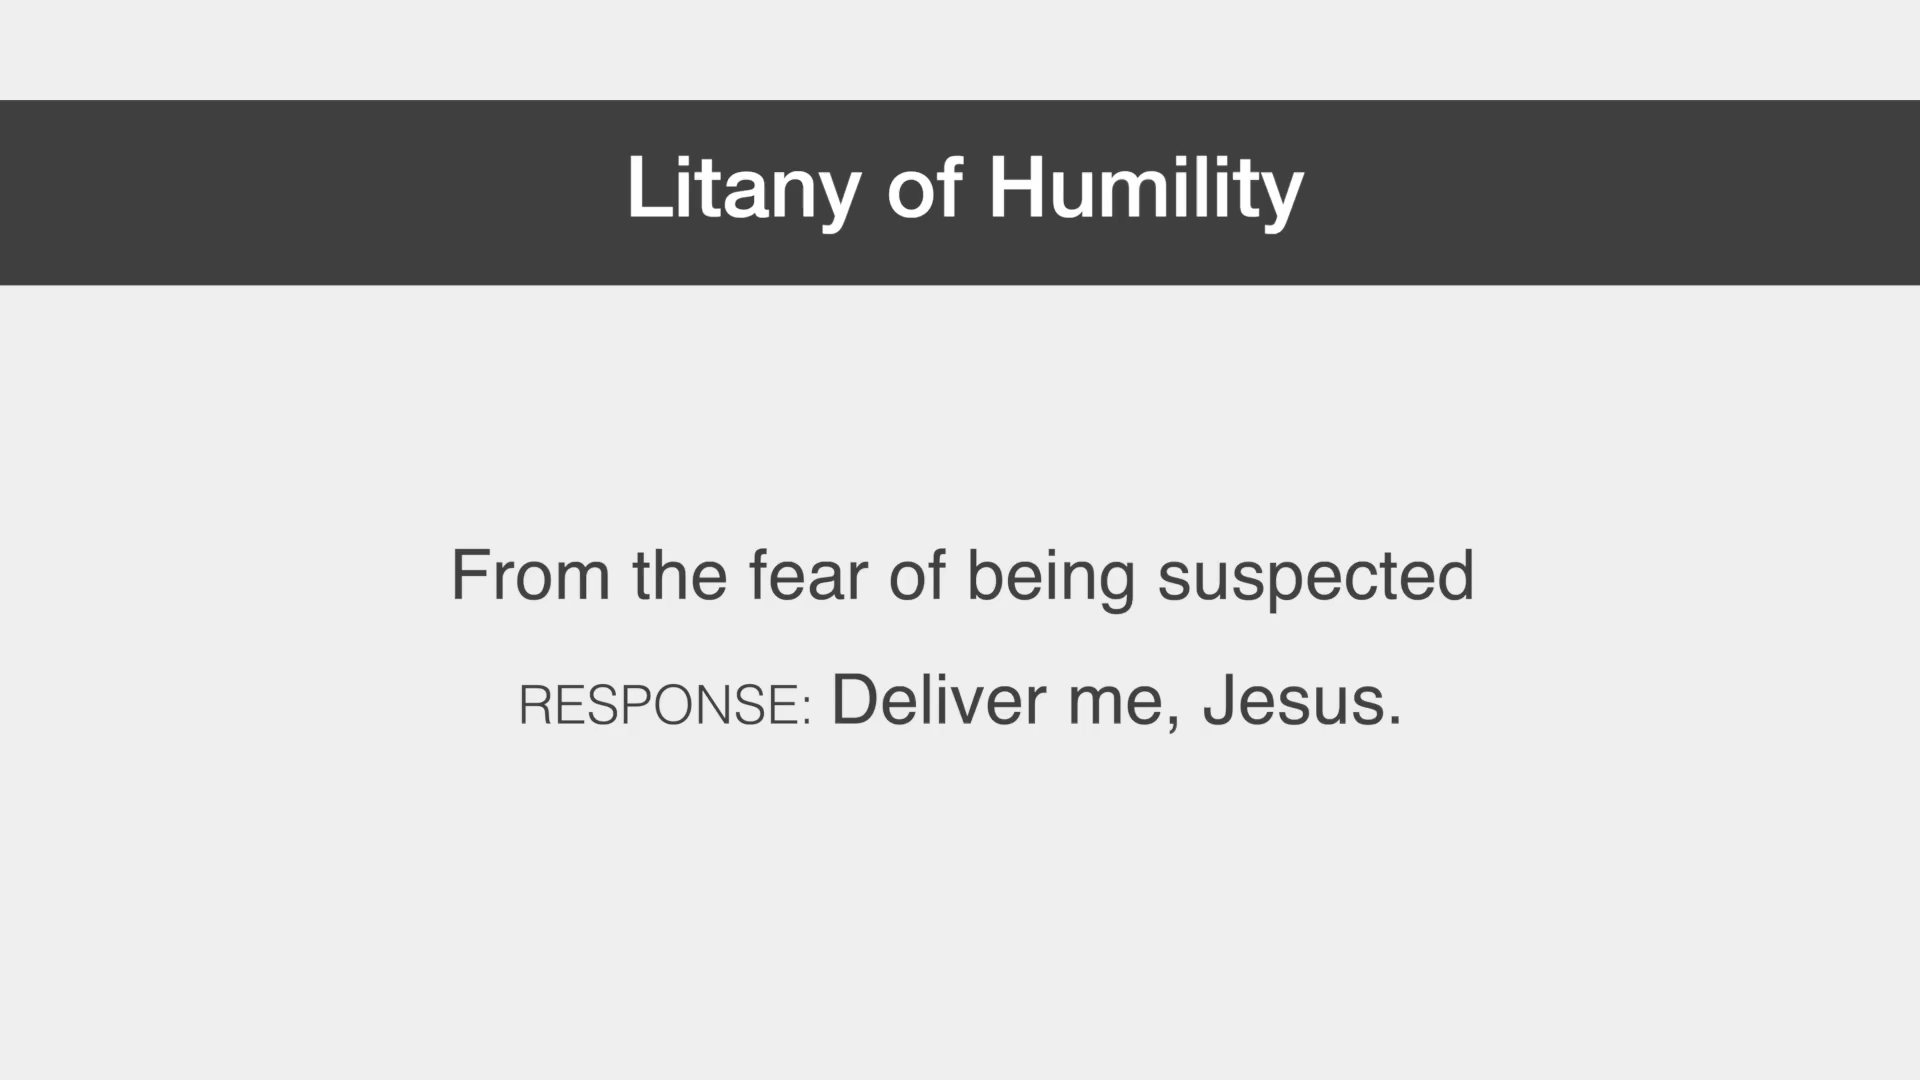 Litany of Humility
From the fear of being suspected
RESPONSE: Deliver me, Jesus.